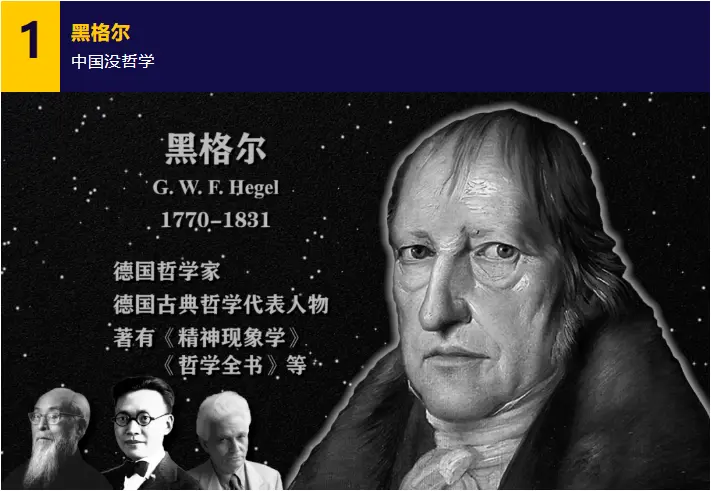 1
黑格尔
中国没哲学
黑格尔
G. W. F. Hegel
1770-1831
德国哲学家
德国古典哲学代表人物
著有《精神现象学》
《哲学全书》等